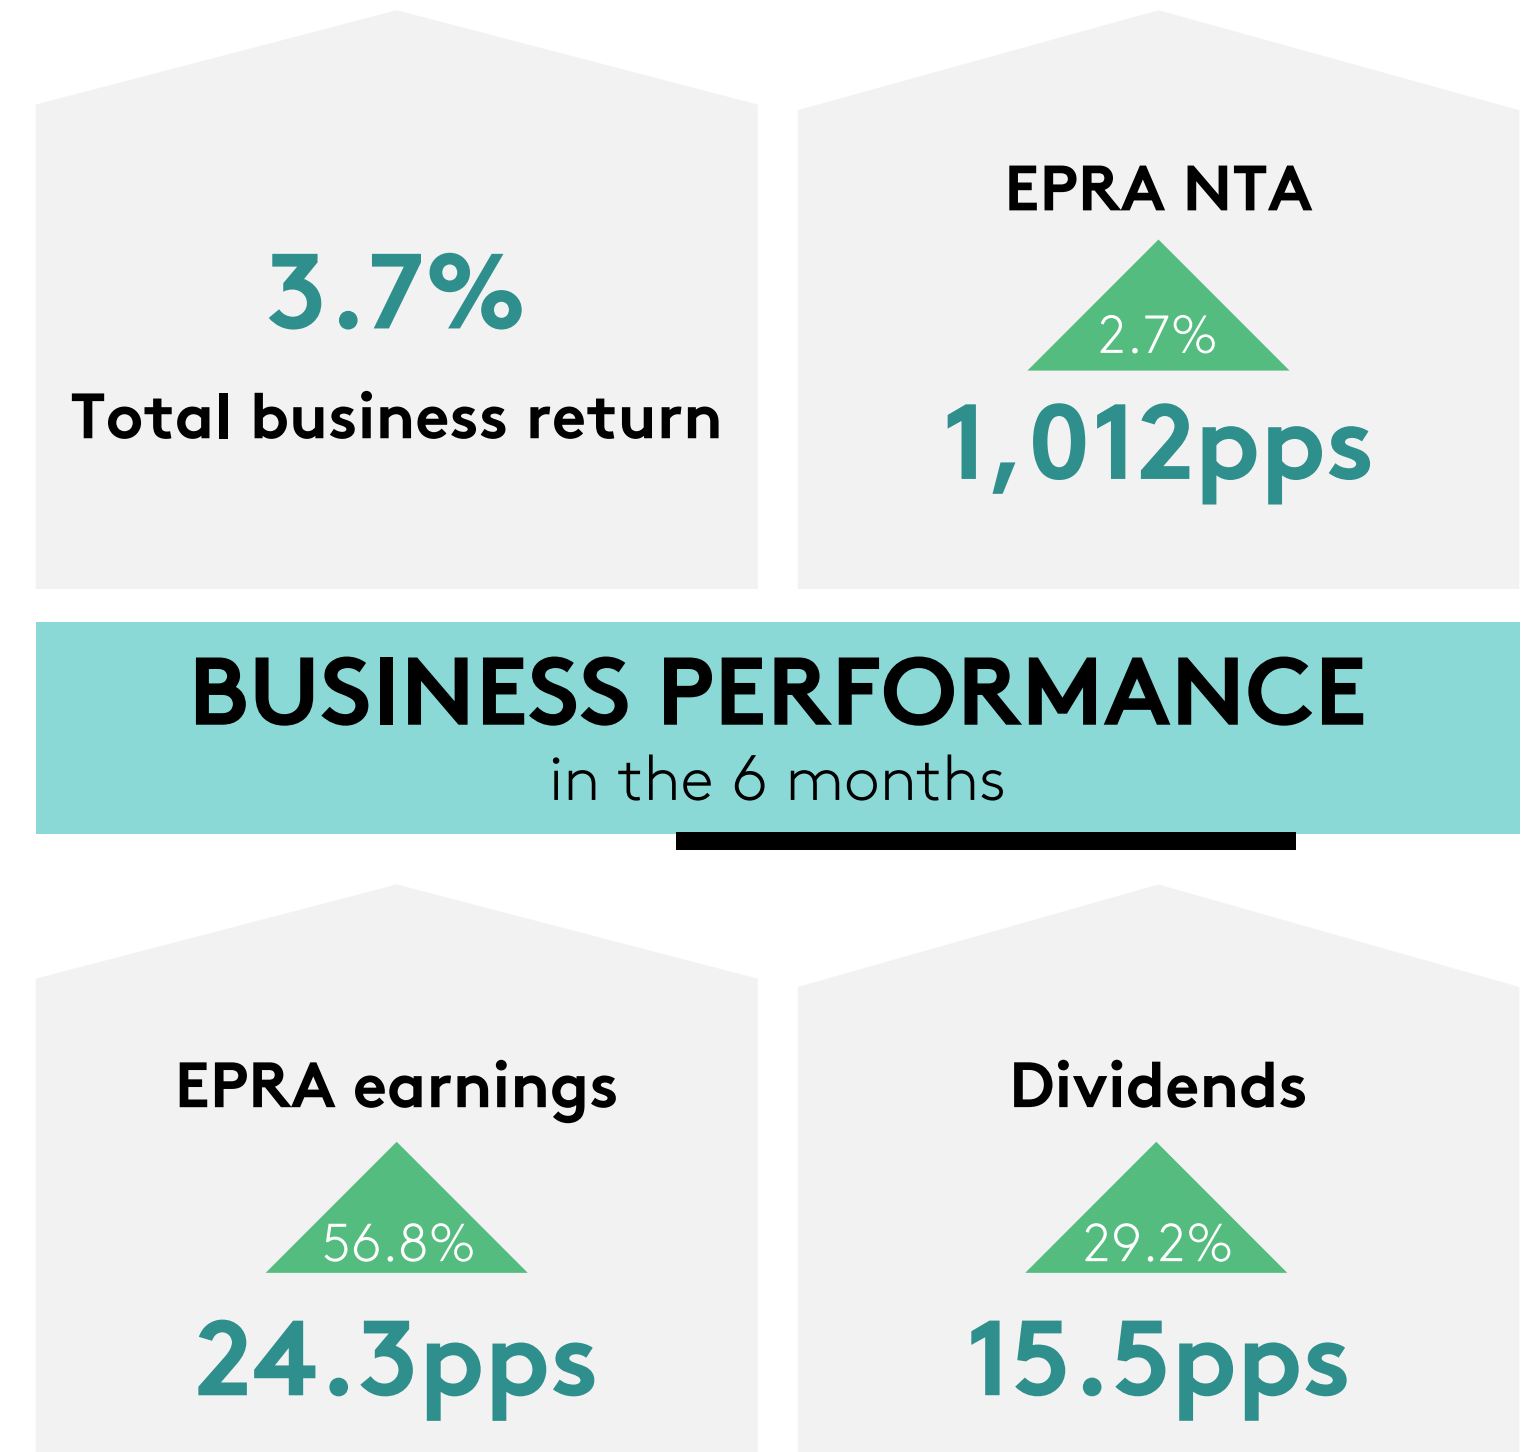 3.7%
Total business return
EPRA NTA
2.7%
1,012pps
BUSINESS PERFORMANCE
in the 6 months
EPRA earnings
56.8%
24.3pps
Dividends
29.2%
15.5pps